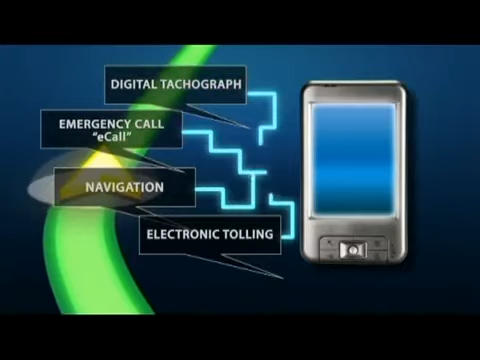 DIGITAL TACHOGRAPH
EMERGENCY CALL
"eCall"
NAVIGATION
ELECTRONIC TOLLING